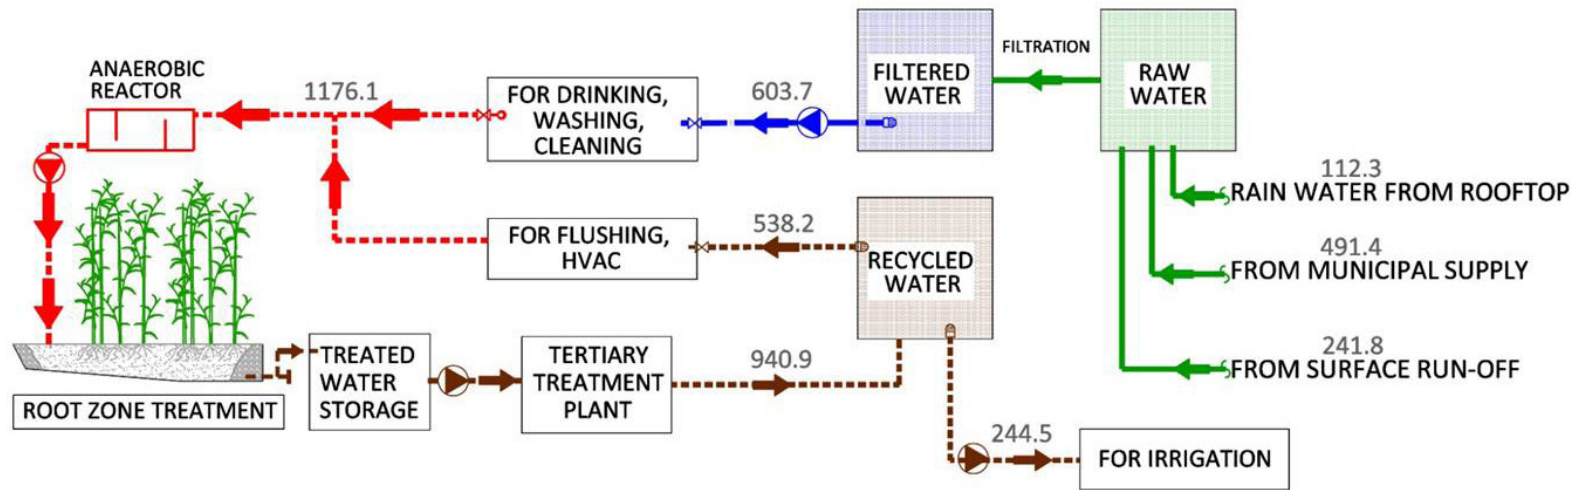 ANAEROBIC
REACTOR
1176.1
FOR DRINKING,
WASHING,
CLEANING
603.7
FILTERED
WATER
FILTRATION
RAW
WATER
112.3
RAIN WATER FROM ROOFTOP
491.4
FROM MUNICIPAL SUPPLY
241.8
FROM SURFACE RUN-OFF
FOR FLUSHING,
HVAC
538.2
RECYCLED
WATER
ROOT ZONE TREATMENT
TREATED
WATER
STORAGE
TERTIARY
TREATMENT
PLANT
940.9
244.5
FOR IRRIGATION